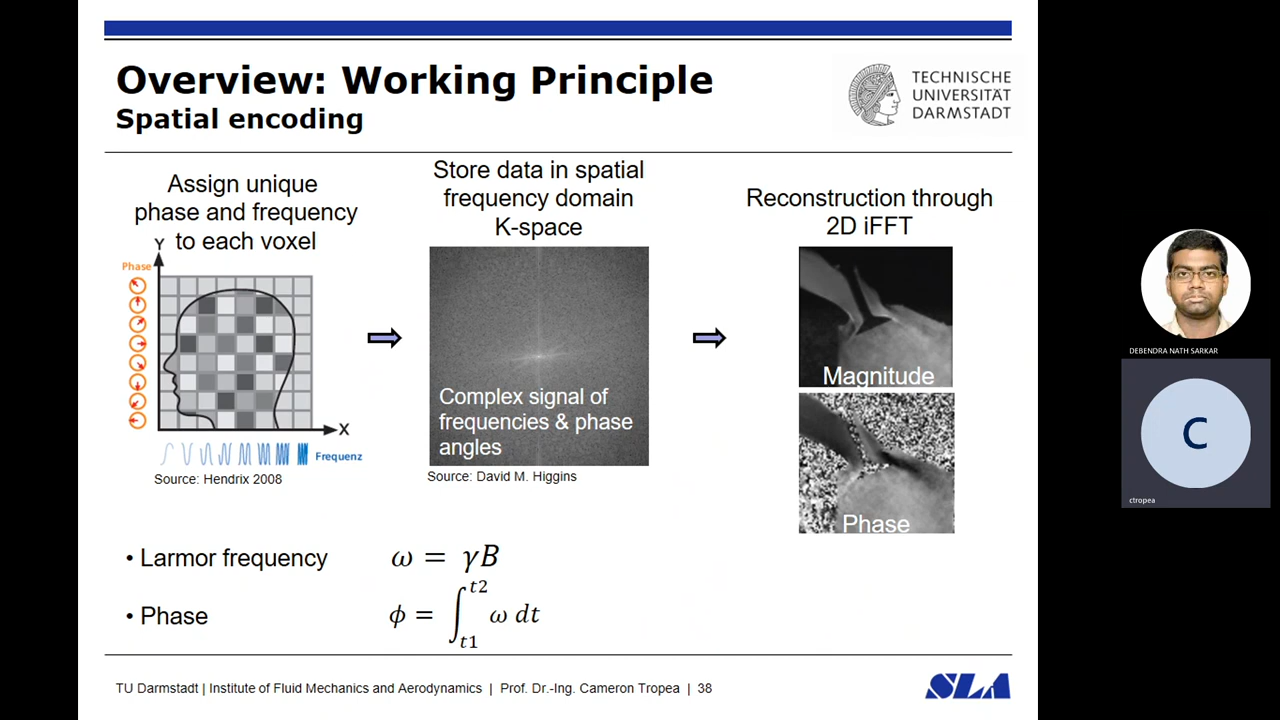 Overview: Working Principle
Spatial encoding
TECHNISCHE
UNIVERSITÄT
DARMSTADT
Assign unique
phase and frequency
to each voxel
Y
Phase
X
Frequenz
Source: Hendrix 2008
Store data in spatial
frequency domain
K-space
Complex signal of
frequencies & phase
angles
Source: David M. Higgins
Reconstruction through
2D iFFT
Magnitude
Phase
• Larmor frequency ω = γB
• Phase ϕ = ∫_{t1}^{t2} ω dt
TU Darmstadt | Institute of Fluid Mechanics and Aerodynamics | Prof. Dr.-Ing. Cameron Tropea | 38
SLA
DEBENDRA NATH SARKAR
C
ctropea